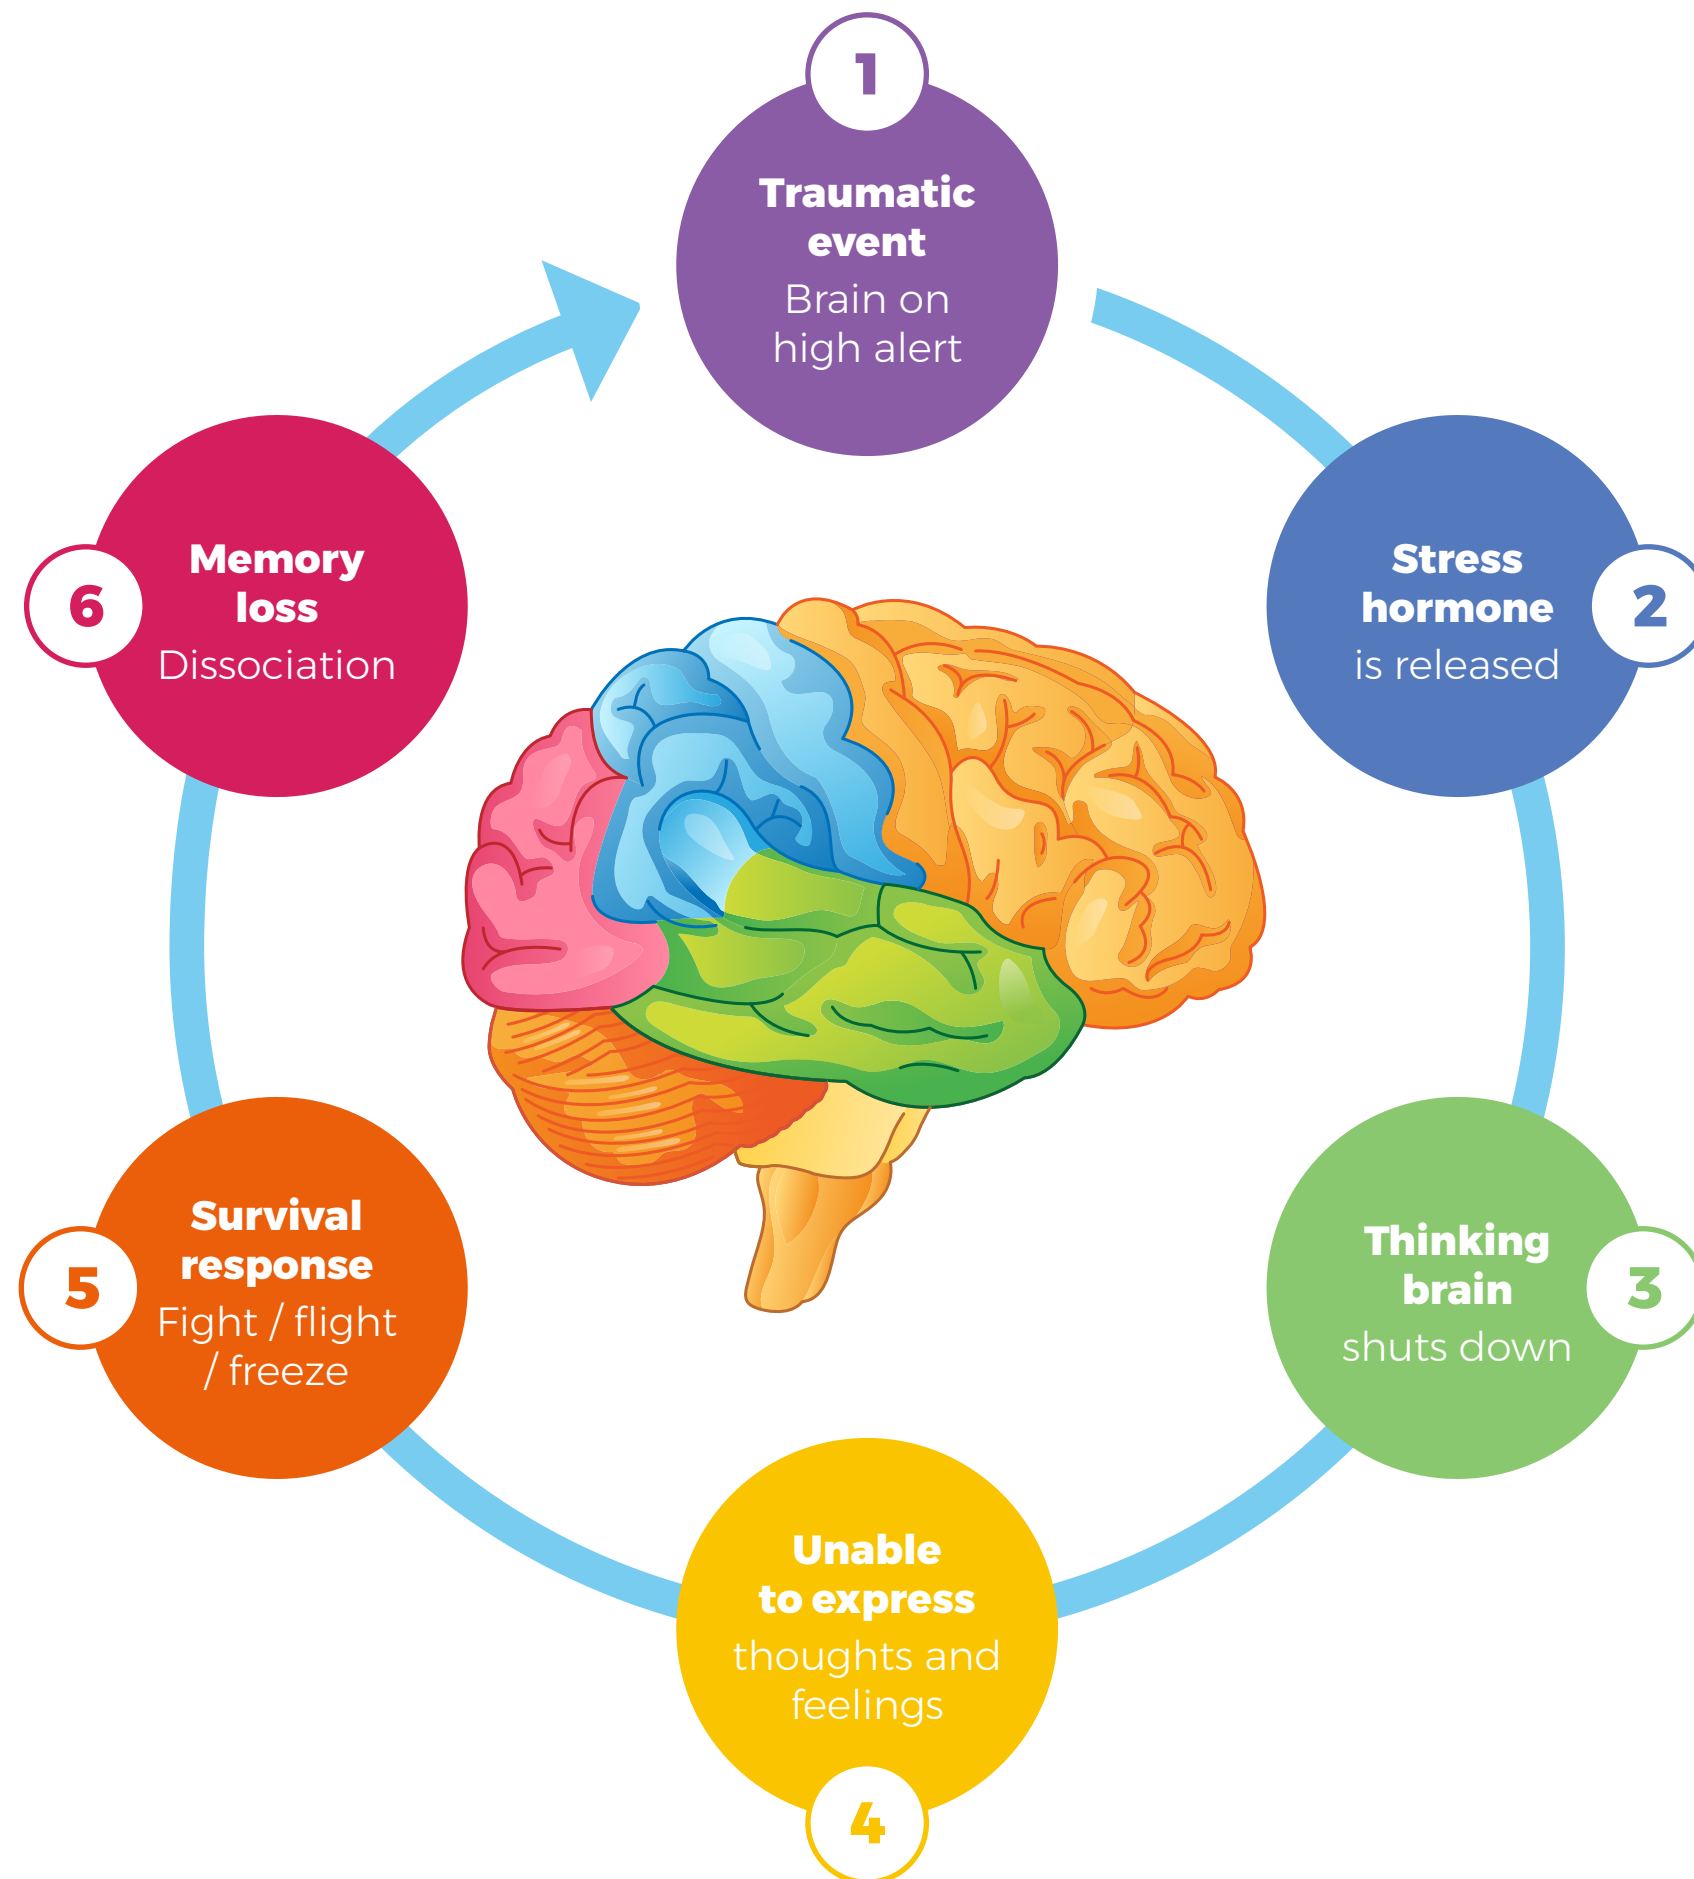 1
Traumatic
event
Brain on
high alert
2
Stress
hormone
is released
3
Thinking
brain
shuts down
4
Unable
to express
thoughts and
feelings
5
Survival
response
Fight / flight
/ freeze
6
Memory
loss
Dissociation